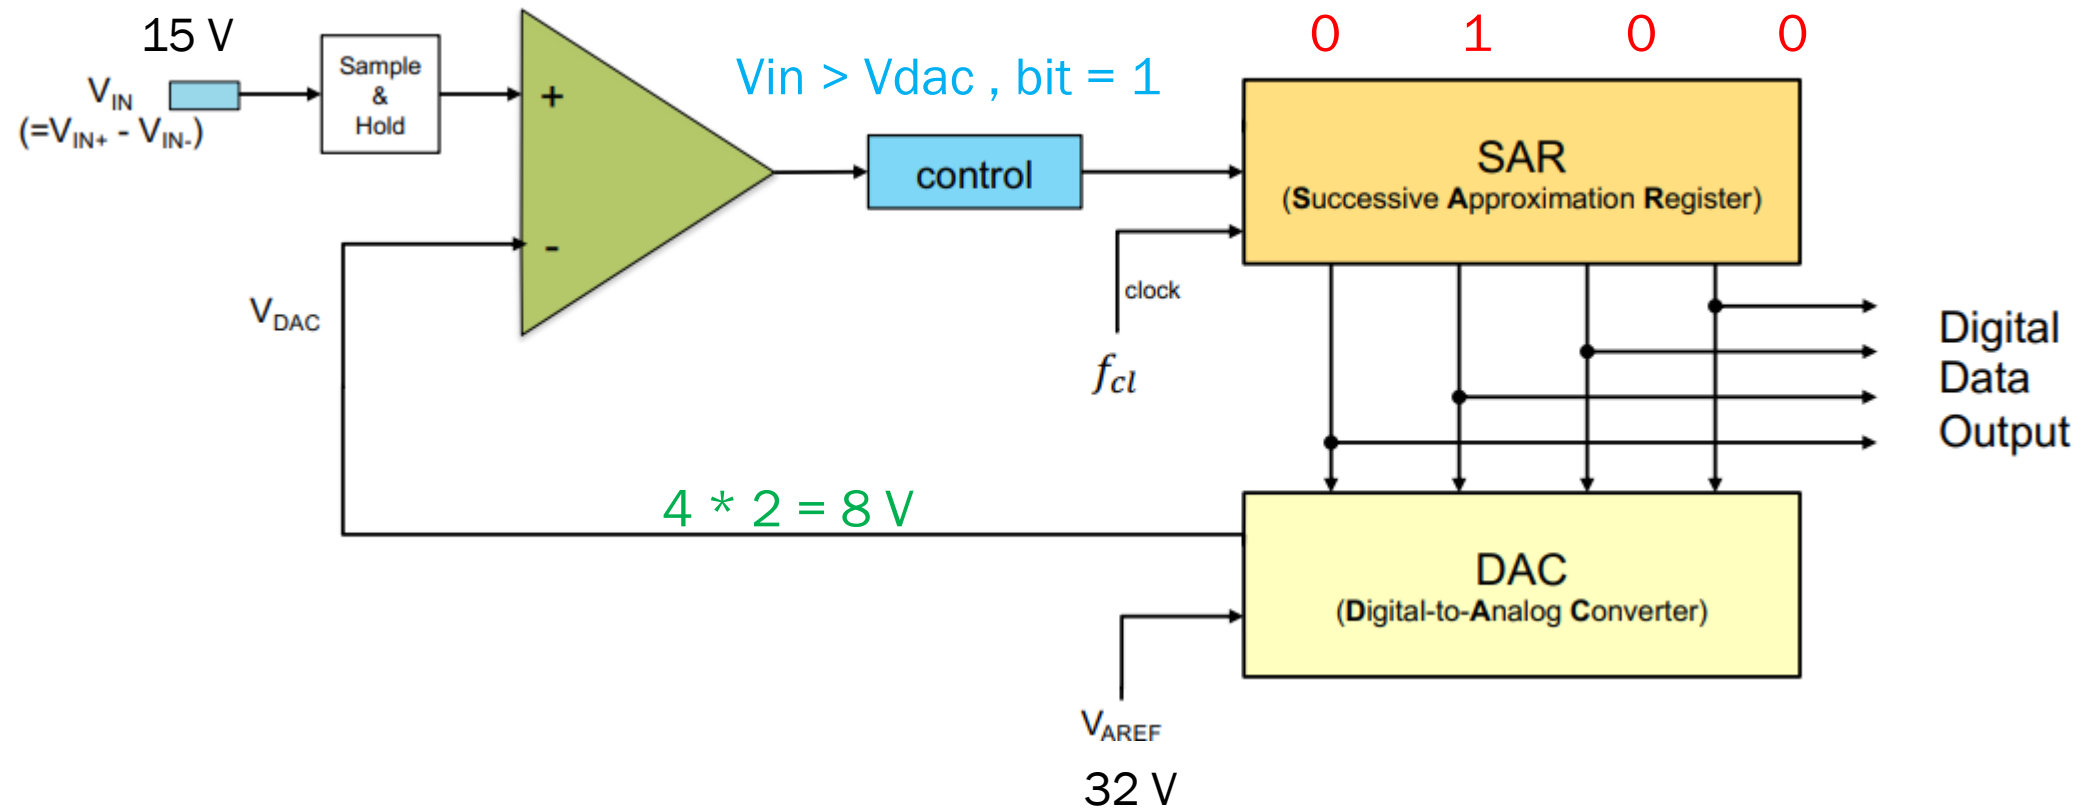 15 V
V_IN
(=V_IN+ - V_IN-)
Sample
&
Hold
+
-
Vin > Vdac , bit = 1
control
0 1 0 0
SAR
(Successive Approximation Register)
clock
f_cl
V_DAC
Digital
Data
Output
4 * 2 = 8 V
DAC
(Digital-to-Analog Converter)
V_AREF
32 V